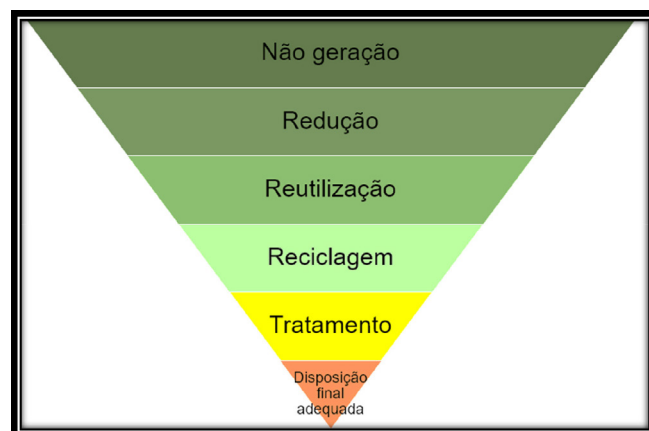 Não geração
Redução
Reutilização
Reciclagem
Tratamento
Disposição
final
adequada